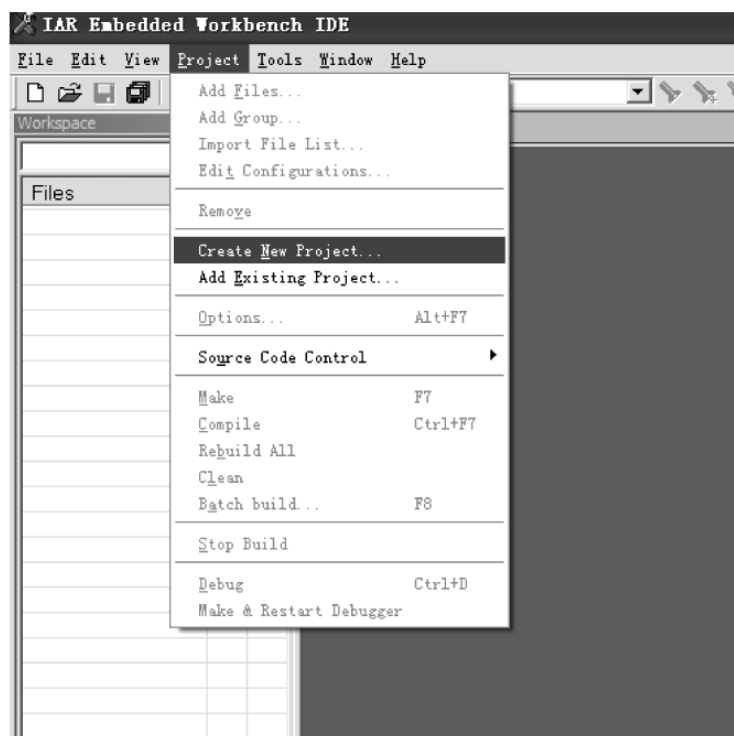 IAR Embedded Workbench IDE
File Edit View Project Tools Window Help
Workspace
Files
Add Files...
Add Group...
Import File List...
Edit Configurations...
Remove
Create New Project...
Add Existing Project...
Options... Alt+F7
Source Code Control
Make F7
Compile Ctrl+F7
Rebuild All
Clean
Batch build... F8
Stop Build
Debug Ctrl+D
Make & Restart Debugger